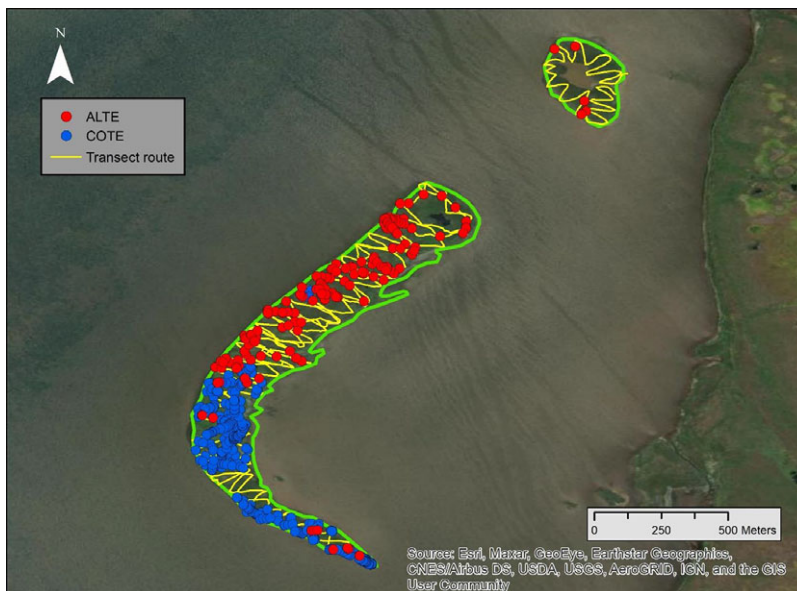 N
ALTE
COTE
Transect route
0 250 500 Meters
Source: Esri, Maxar, GeoEye, Earthstar Geographics,
CNES/Airbus DS, USDA, USGS, AeroGRID, IGN, and the GIS
User Community